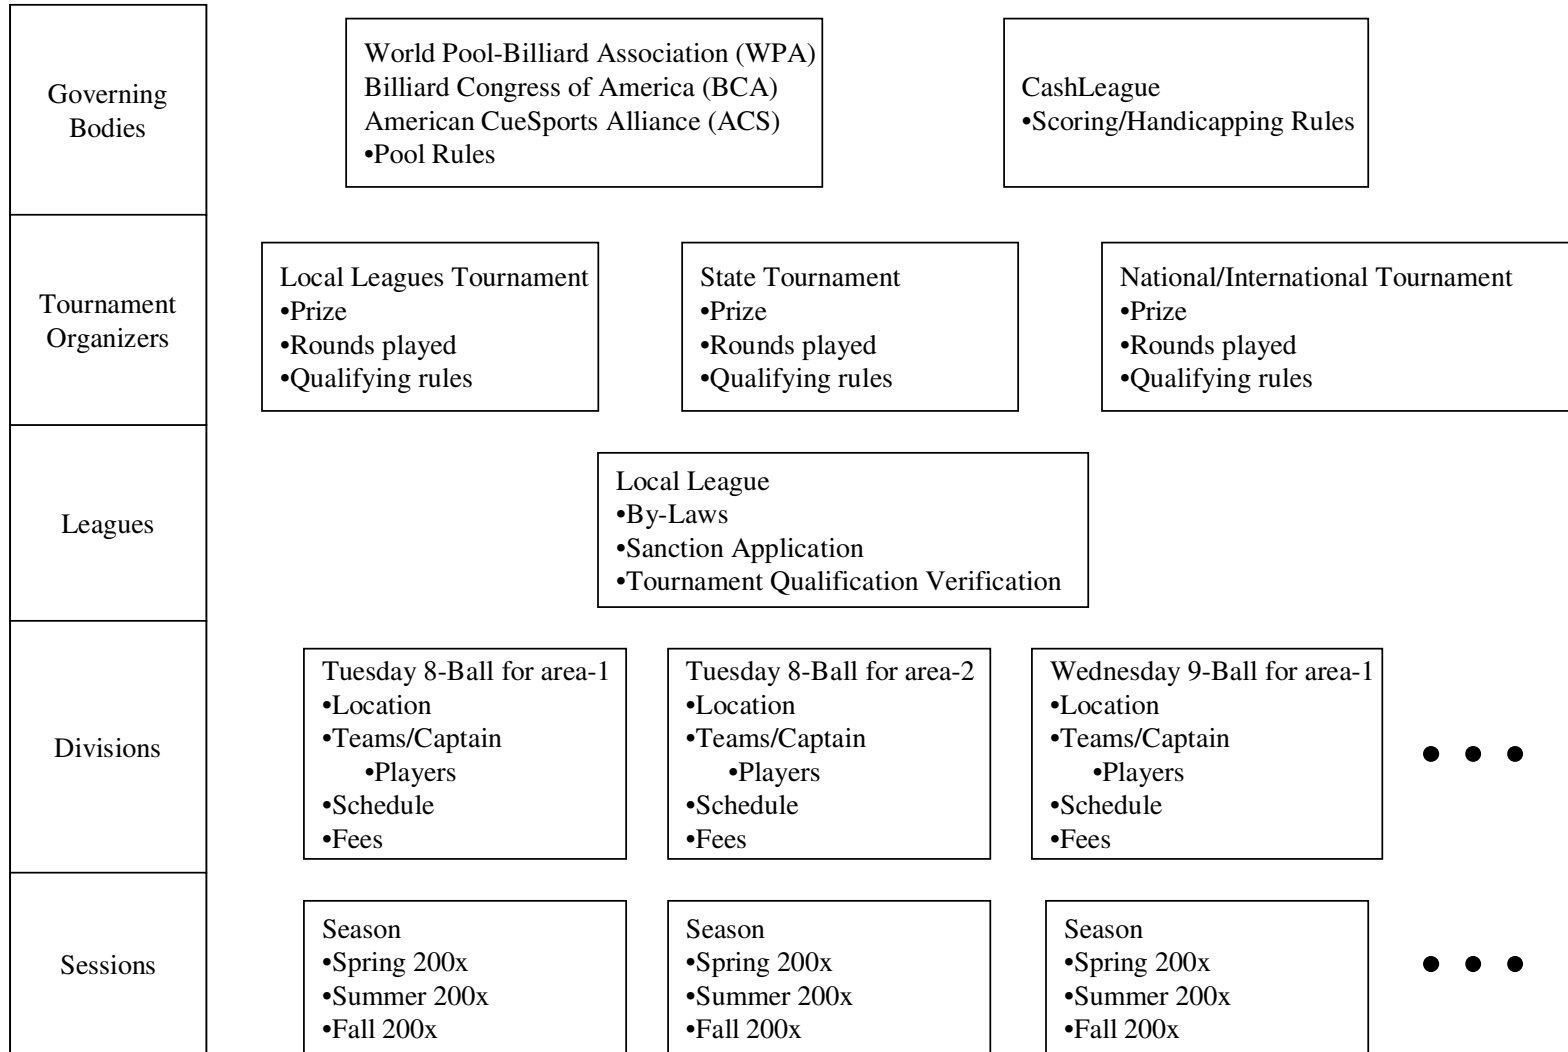 Governing
Bodies
World Pool-Billiard Association (WPA)
Billiard Congress of America (BCA)
American CueSports Alliance (ACS)
•Pool Rules
CashLeague
•Scoring/Handicapping Rules
Tournament
Organizers
Local Leagues Tournament
•Prize
•Rounds played
•Qualifying rules
State Tournament
•Prize
•Rounds played
•Qualifying rules
National/International Tournament
•Prize
•Rounds played
•Qualifying rules
Leagues
Local League
•By-Laws
•Sanction Application
•Tournament Qualification Verification
Divisions
Tuesday 8-Ball for area-1
•Location
•Teams/Captain
•Players
•Schedule
•Fees
Tuesday 8-Ball for area-2
•Location
•Teams/Captain
•Players
•Schedule
•Fees
Wednesday 9-Ball for area-1
•Location
•Teams/Captain
•Players
•Schedule
•Fees
• • •
Sessions
Season
•Spring 200x
•Summer 200x
•Fall 200x
Season
•Spring 200x
•Summer 200x
•Fall 200x
Season
•Spring 200x
•Summer 200x
•Fall 200x
• • •